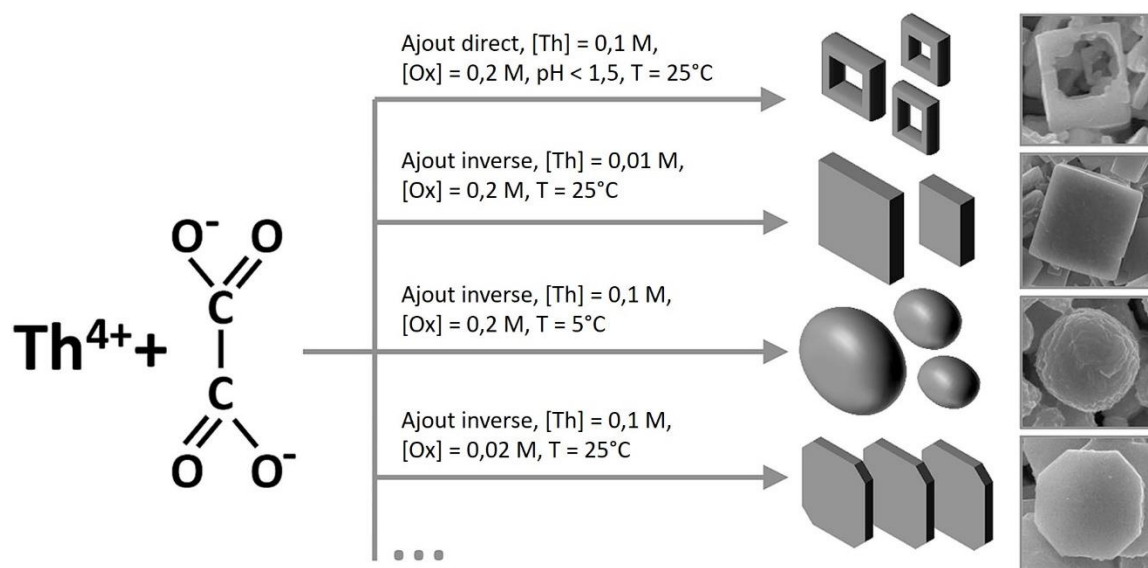 Ajout direct, [Th] = 0,1 M,
[Ox] = 0,2 M, pH < 1,5, T = 25°C
Ajout inverse, [Th] = 0,01 M,
[Ox] = 0,2 M, T = 25°C
Ajout inverse, [Th] = 0,1 M,
[Ox] = 0,2 M, T = 5°C
Ajout inverse, [Th] = 0,1 M,
[Ox] = 0,02 M, T = 25°C
...
Th⁴⁺+
O⁻ O
C
C
O O⁻